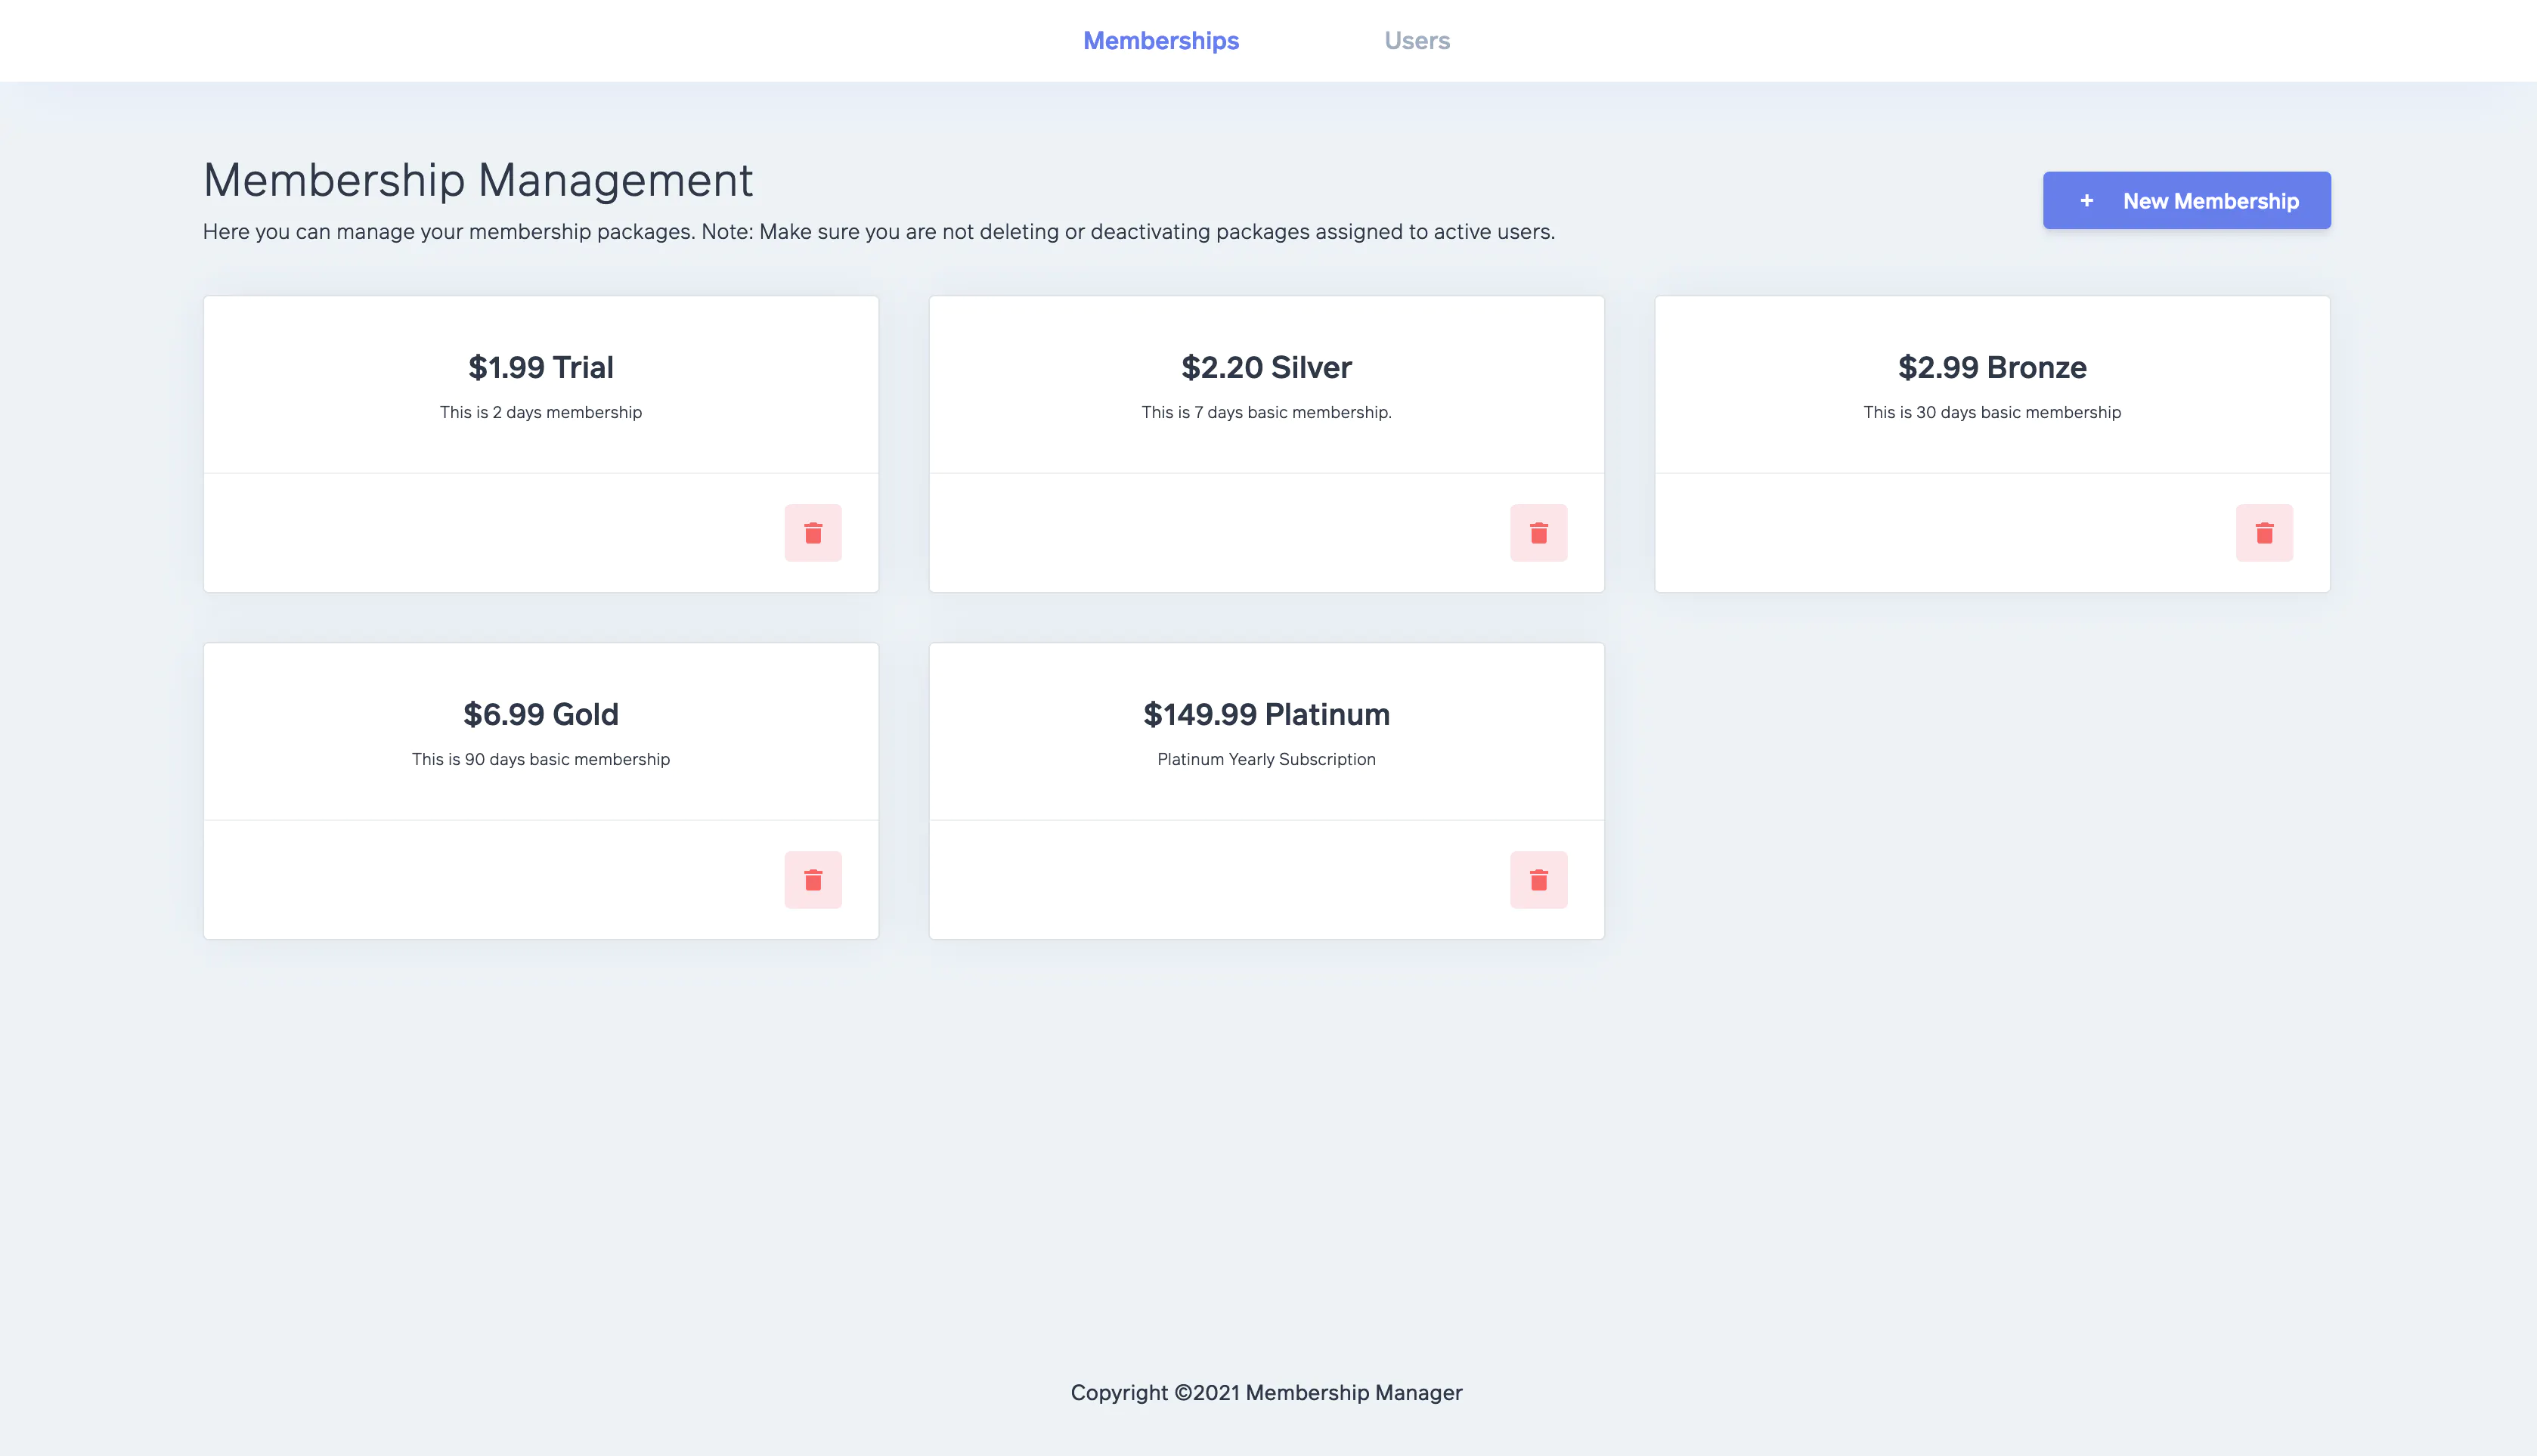 Memberships Users
Membership Management
Here you can manage your membership packages. Note: Make sure you are not deleting or deactivating packages assigned to active users.
+ New Membership
$1.99 Trial
This is 2 days membership
$2.20 Silver
This is 7 days basic membership.
$2.99 Bronze
This is 30 days basic membership
$6.99 Gold
This is 90 days basic membership
$149.99 Platinum
Platinum Yearly Subscription
Copyright ©2021 Membership Manager